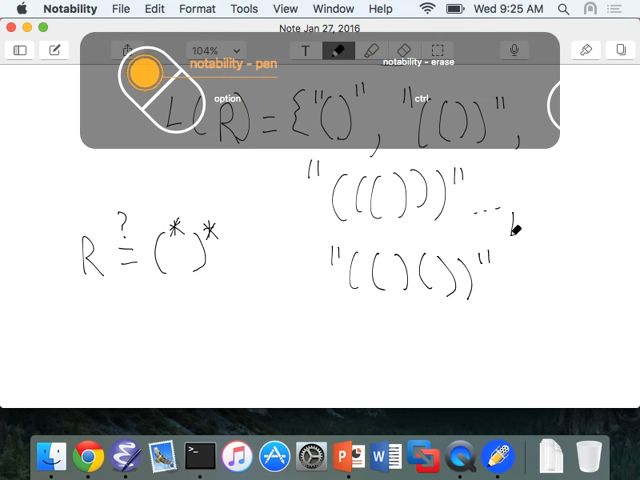 Notability File Edit View Tools Note Window Help Wed 9:25 AM
Note Jan 27, 2016
104% T
notability - pen notability - erase
option ctrl
L(R) = { "()", "(())",
"((()))" ...,
R ?= (* )*
"(()())"